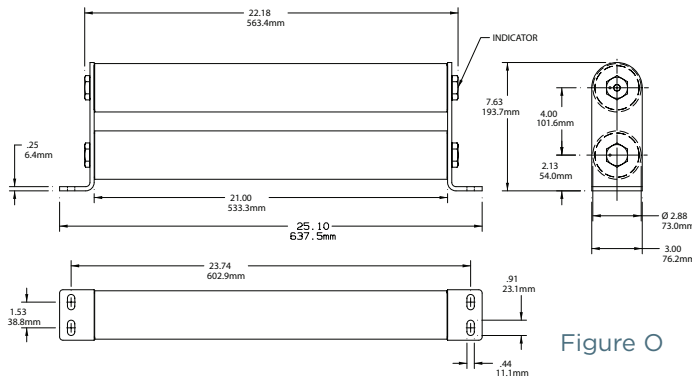 22.18
563.4mm
INDICATOR
7.63
193.7mm
4.00
101.6mm
.25
6.4mm
2.13
54.0mm
21.00
533.3mm
Ø 2.88
73.0mm
25.10
637.5mm
3.00
76.2mm
23.74
602.9mm
.91
23.1mm
1.53
38.8mm
Figure O
.44
11.1mm